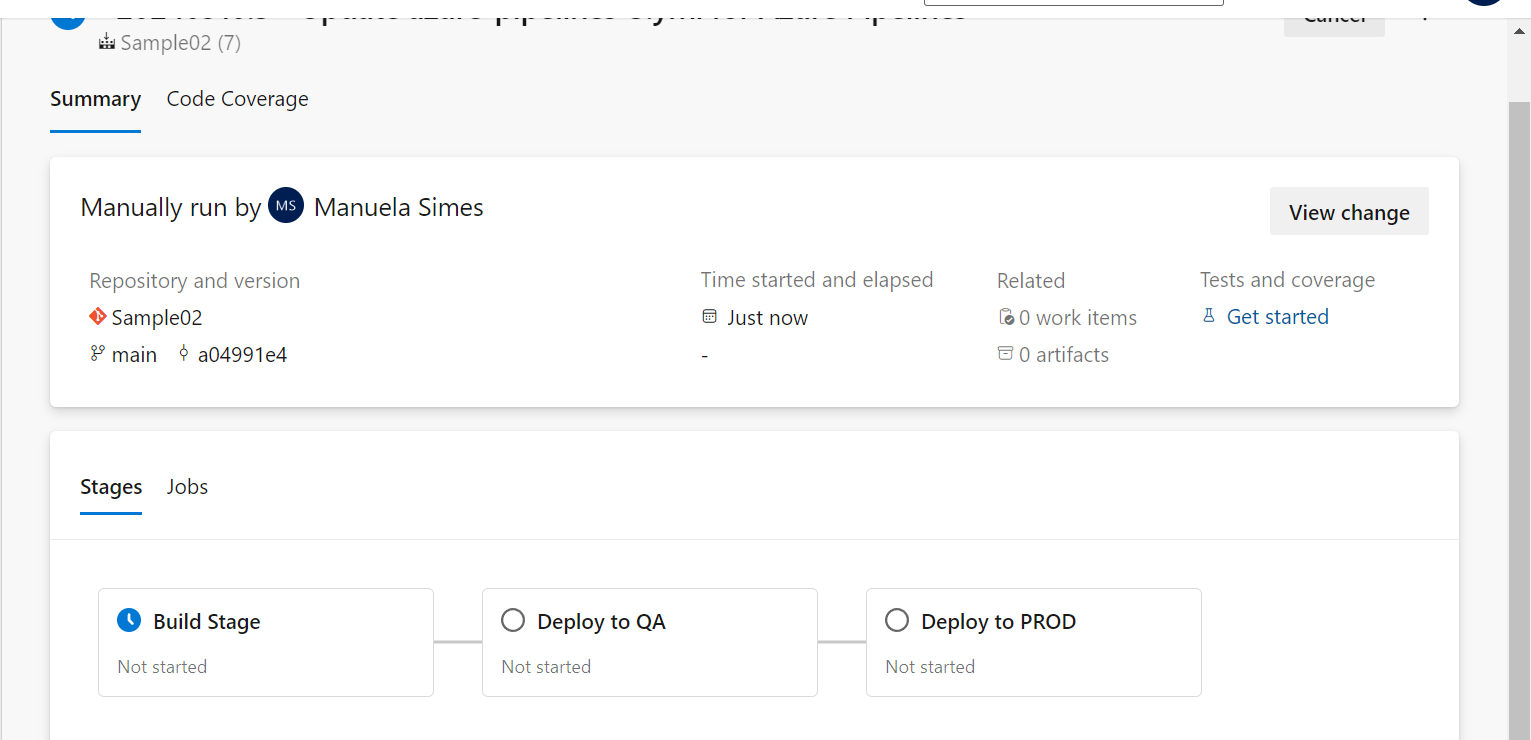 Sample02 (7)
Summary Code Coverage
Manually run by MS Manuela Simes
View change
Repository and version
Sample02
main a04991e4
Time started and elapsed
Just now
-
Related
0 work items
0 artifacts
Tests and coverage
Get started
Stages Jobs
Build Stage
Not started
Deploy to QA
Not started
Deploy to PROD
Not started